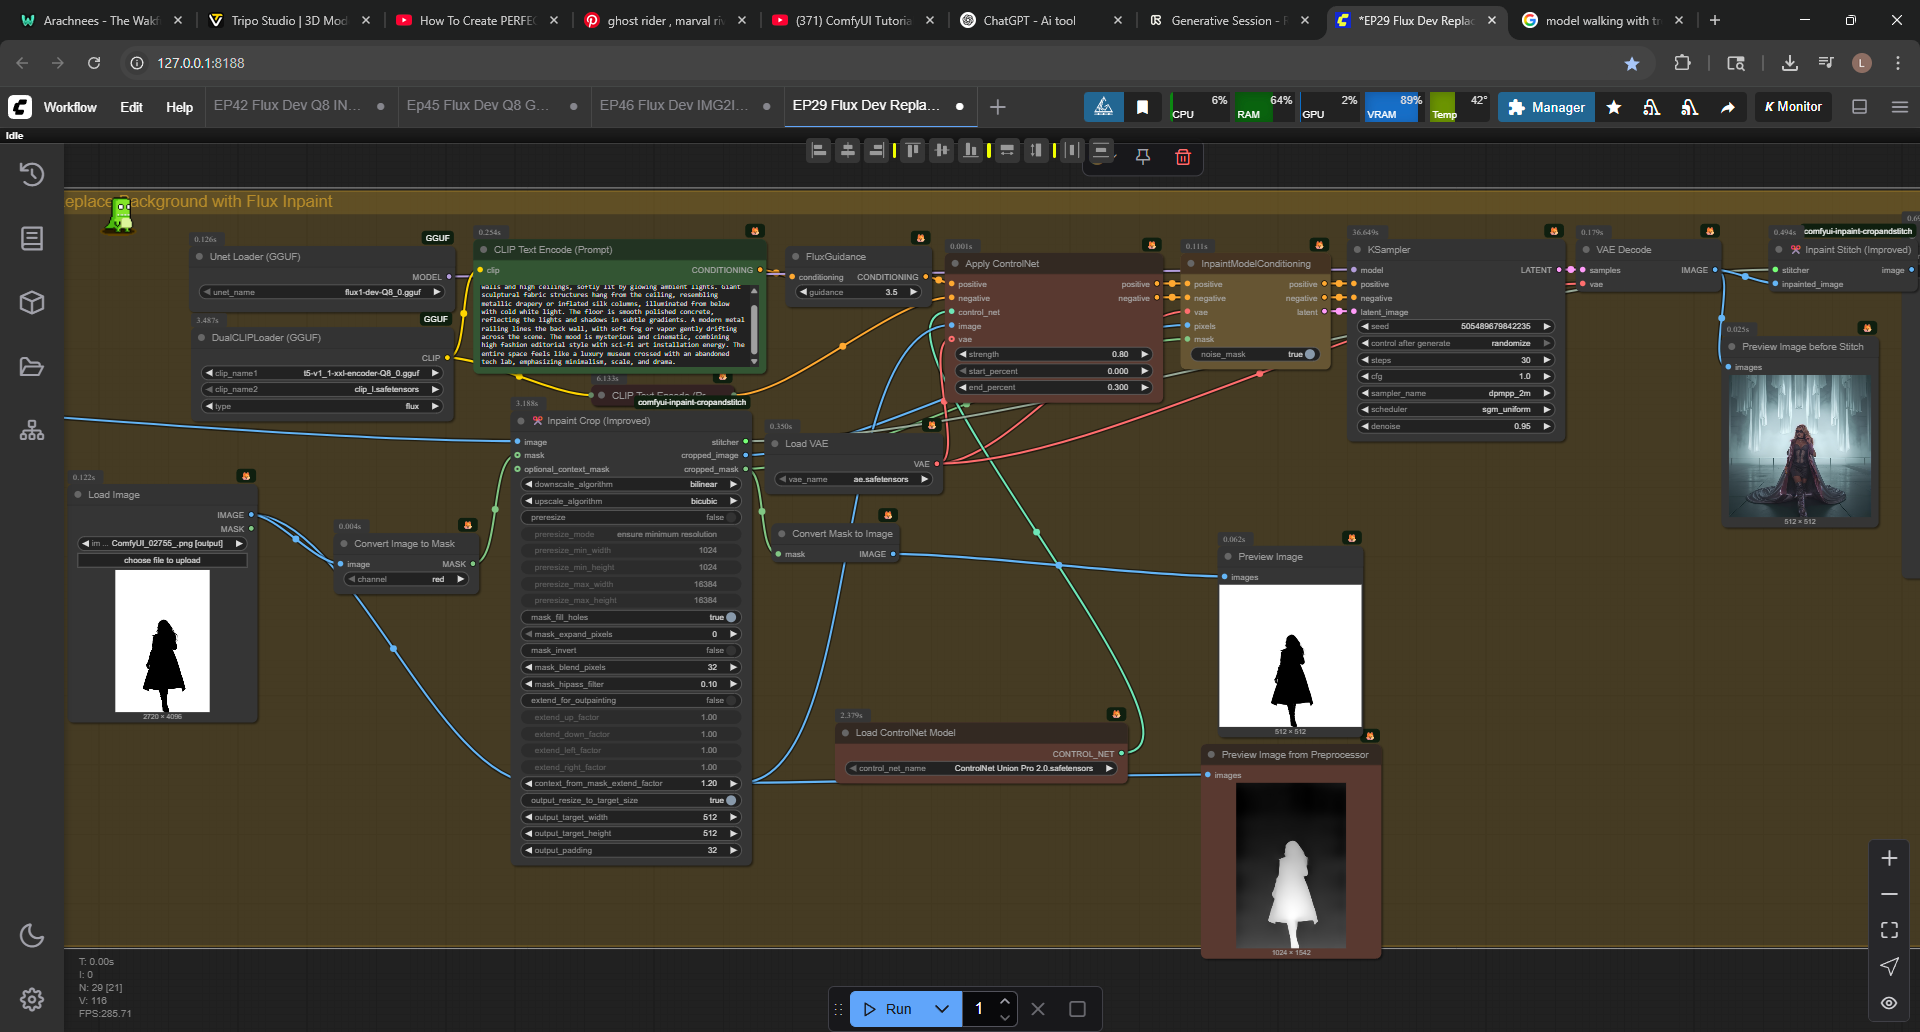 Arachnees - The Wakf
Tripo Studio | 3D Mod
How To Create PERFEC
ghost rider , marval riv
(371) ComfyUI Tutoria
ChatGPT - Ai tool
Generative Session -
*EP29 Flux Dev Replac
model walking with tr
127.0.0.1:8188
L
Workflow
Edit
Help
EP42 Flux Dev Q8 IN...
Ep45 Flux Dev Q8 G...
EP46 Flux Dev IMG2I...
EP29 Flux Dev Repla...
CPU 6%
RAM 64%
GPU 2%
VRAM 89%
Temp 42°
Manager
K Monitor
Idle
eplace Background with Flux Inpaint
0.126s
GGUF
Unet Loader (GGUF)
MODEL
unet_name flux1-dev-Q8_0.gguf
3.487s
GGUF
DualCLIPLoader (GGUF)
CLIP
clip_name1 t5-v1_1-xxl-encoder-Q8_0.gguf
clip_name2 clip_l.safetensors
type flux
0.254s
CLIP Text Encode (Prompt)
clip CONDITIONING
walls and high ceilings, softly lit by glowing ambient lights. Giant
sculptural fabric structures hang from the ceiling, resembling
metallic drapery or inflated silk columns, illuminated from below
with cold white light. The floor is smooth polished concrete,
reflecting the lights and shadows in subtle gradients. A modern metal
railing lines the back wall, with soft fog or vapor gently drifting
across the scene. The mood is mysterious and cinematic, combining
high fashion editorial style with sci-fi art installation energy. The
entire space feels like a luxury museum crossed with an abandoned
tech lab, emphasizing minimalism, scale, and drama.
6.133s
CLIP Text Encode (Pr
comfyui-inpaint-cropandstitch
FluxGuidance
conditioning CONDITIONING
guidance 3.5
0.001s
Apply ControlNet
positive positive
negative negative
control_net
image
vae
strength 0.80
start_percent 0.000
end_percent 0.300
0.111s
InpaintModelConditioning
positive positive
negative negative
vae latent
pixels
mask
noise_mask true
36.649s
KSampler
model LATENT
positive
negative
latent_image
seed 505489679842235
control after generate randomize
steps 30
cfg 1.0
sampler_name dpmpp_2m
scheduler sgm_uniform
denoise 0.95
0.179s
VAE Decode
samples IMAGE
vae
0.494s
comfyui-inpaint-cropandstitch
Inpaint Stitch (Improved)
stitcher image
inpainted_image
0.025s
Preview Image before Stitch
images
512 × 512
0.122s
Load Image
IMAGE
MASK
im ... ComfyUI_02755_.png [output]
choose file to upload
2720 × 4096
0.004s
Convert Image to Mask
image MASK
channel red
3.188s
Inpaint Crop (Improved)
image stitcher
mask cropped_image
optional_context_mask cropped_mask
downscale_algorithm bilinear
upscale_algorithm bicubic
preresize false
preresize_mode ensure minimum resolution
preresize_min_width 1024
preresize_min_height 1024
preresize_max_width 16384
preresize_max_height 16384
mask_fill_holes true
mask_expand_pixels 0
mask_invert false
mask_blend_pixels 32
mask_hipass_filter 0.10
extend_for_outpainting false
extend_up_factor 1.00
extend_down_factor 1.00
extend_left_factor 1.00
extend_right_factor 1.00
context_from_mask_extend_factor 1.20
output_resize_to_target_size true
output_target_width 512
output_target_height 512
output_padding 32
0.350s
Load VAE
VAE
vae_name ae.safetensors
Convert Mask to Image
mask IMAGE
2.379s
Load ControlNet Model
CONTROL_NET
control_net_name ControlNet Union Pro 2.0.safetensors
0.062s
Preview Image
images
512 × 512
Preview Image from Preprocessor
images
1024 × 1542
T: 0.00s
I: 0
N: 29 [21]
V: 116
FPS:285.71
Run
1